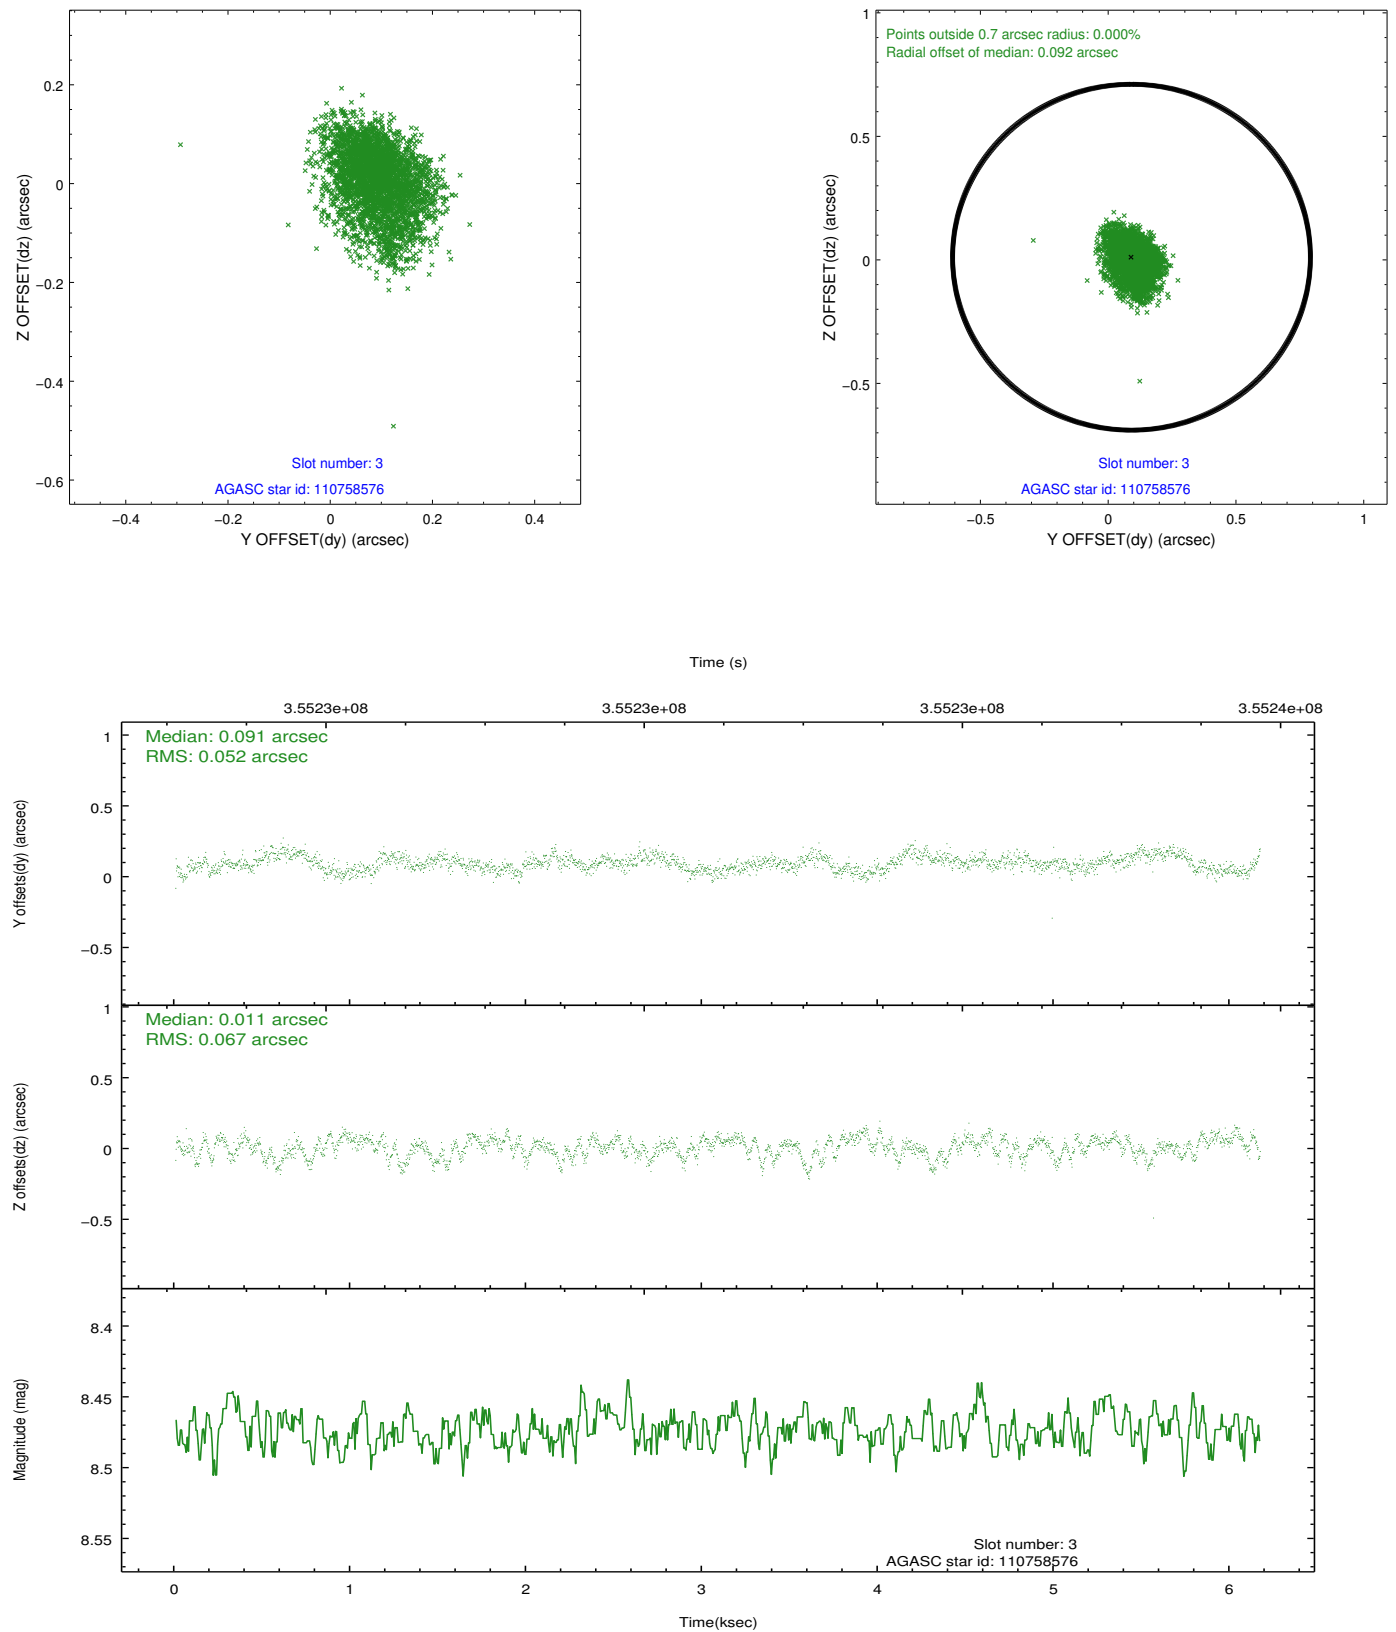 0.2
0
−0.2
−0.4
−0.6
Z OFFSET(dz) (arcsec)
Slot number: 3
AGASC star id: 110758576
−0.4
−0.2
0
0.2
0.4
Y OFFSET(dy) (arcsec)
1
0.5
0
−0.5
Z OFFSET(dz) (arcsec)
Points outside 0.7 arcsec radius: 0.000%
Radial offset of median: 0.092 arcsec
Slot number: 3
AGASC star id: 110758576
−0.5
0
0.5
1
Y OFFSET(dy) (arcsec)
Time (s)
3.5523e+08
3.5523e+08
3.5523e+08
3.5524e+08
Median: 0.091 arcsec
RMS: 0.052 arcsec
1
0.5
0
−0.5
Y offsets(dy) (arcsec)
Median: 0.011 arcsec
RMS: 0.067 arcsec
1
0.5
0
−0.5
Z offsets(dz) (arcsec)
8.4
8.45
8.5
8.55
Magnitude (mag)
Slot number: 3
AGASC star id: 110758576
0
1
2
3
4
5
6
Time(ksec)